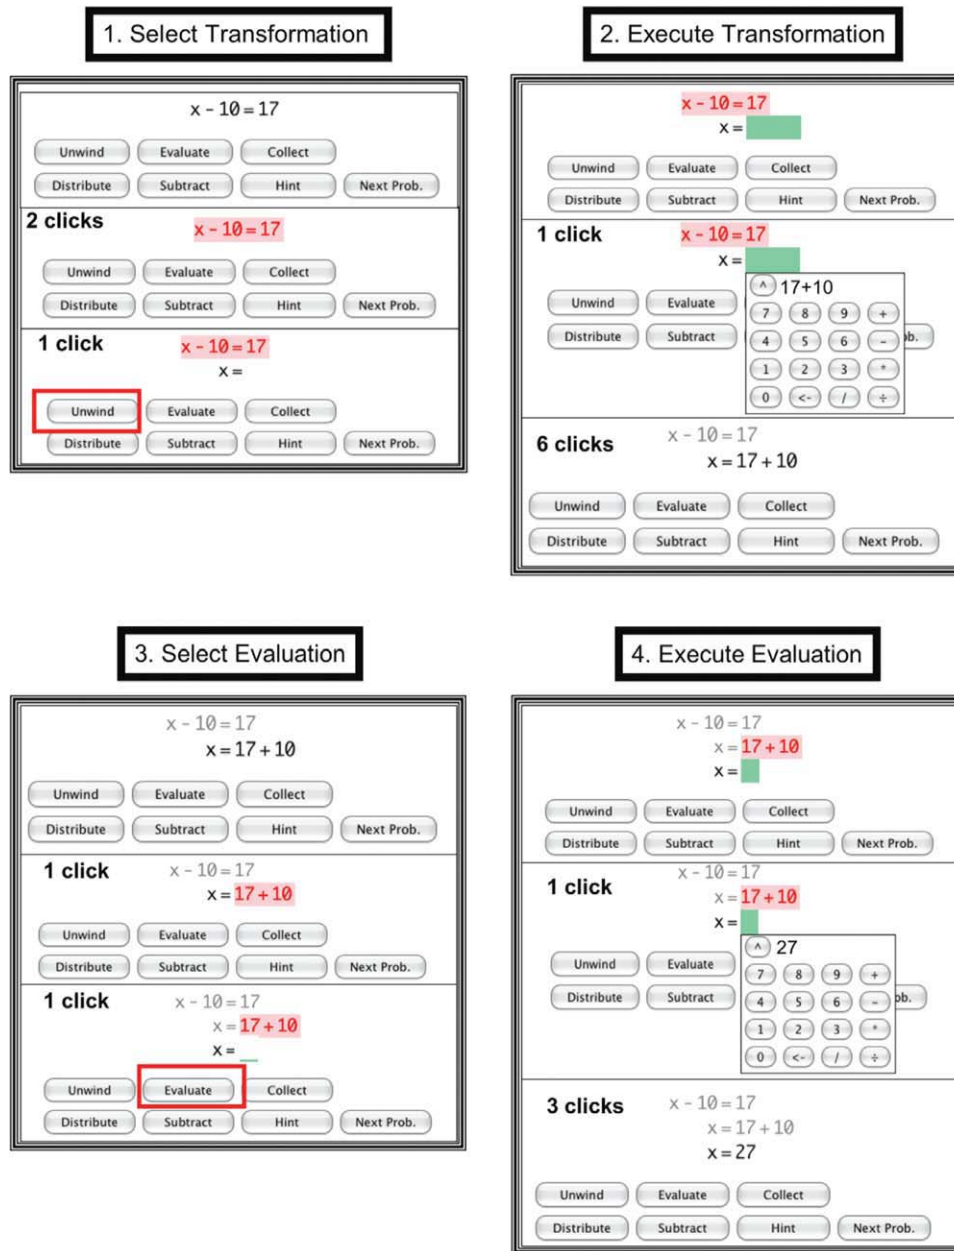 1. Select Transformation
x - 10 = 17
Unwind Evaluate Collect
Distribute Subtract Hint Next Prob.
2 clicks
x - 10 = 17
Unwind Evaluate Collect
Distribute Subtract Hint Next Prob.
1 click
x - 10 = 17
x =
Unwind Evaluate Collect
Distribute Subtract Hint Next Prob.
2. Execute Transformation
x - 10 = 17
x =
Unwind Evaluate Collect
Distribute Subtract Hint Next Prob.
1 click
x - 10 = 17
x =
^ 17+10
7 8 9 +
4 5 6 -
1 2 3 *
0 <- / ÷
Unwind Evaluate
Distribute Subtract ob.
6 clicks
x - 10 = 17
x = 17 + 10
Unwind Evaluate Collect
Distribute Subtract Hint Next Prob.
3. Select Evaluation
x - 10 = 17
x = 17 + 10
Unwind Evaluate Collect
Distribute Subtract Hint Next Prob.
1 click
x - 10 = 17
x = 17 + 10
Unwind Evaluate Collect
Distribute Subtract Hint Next Prob.
1 click
x - 10 = 17
x = 17 + 10
x = _
Unwind Evaluate Collect
Distribute Subtract Hint Next Prob.
4. Execute Evaluation
x - 10 = 17
x = 17 + 10
x =
Unwind Evaluate Collect
Distribute Subtract Hint Next Prob.
1 click
x - 10 = 17
x = 17 + 10
x =
^ 27
7 8 9 +
4 5 6 -
1 2 3 *
0 <- / ÷
Unwind Evaluate
Distribute Subtract ob.
3 clicks
x - 10 = 17
x = 17 + 10
x = 27
Unwind Evaluate Collect
Distribute Subtract Hint Next Prob.